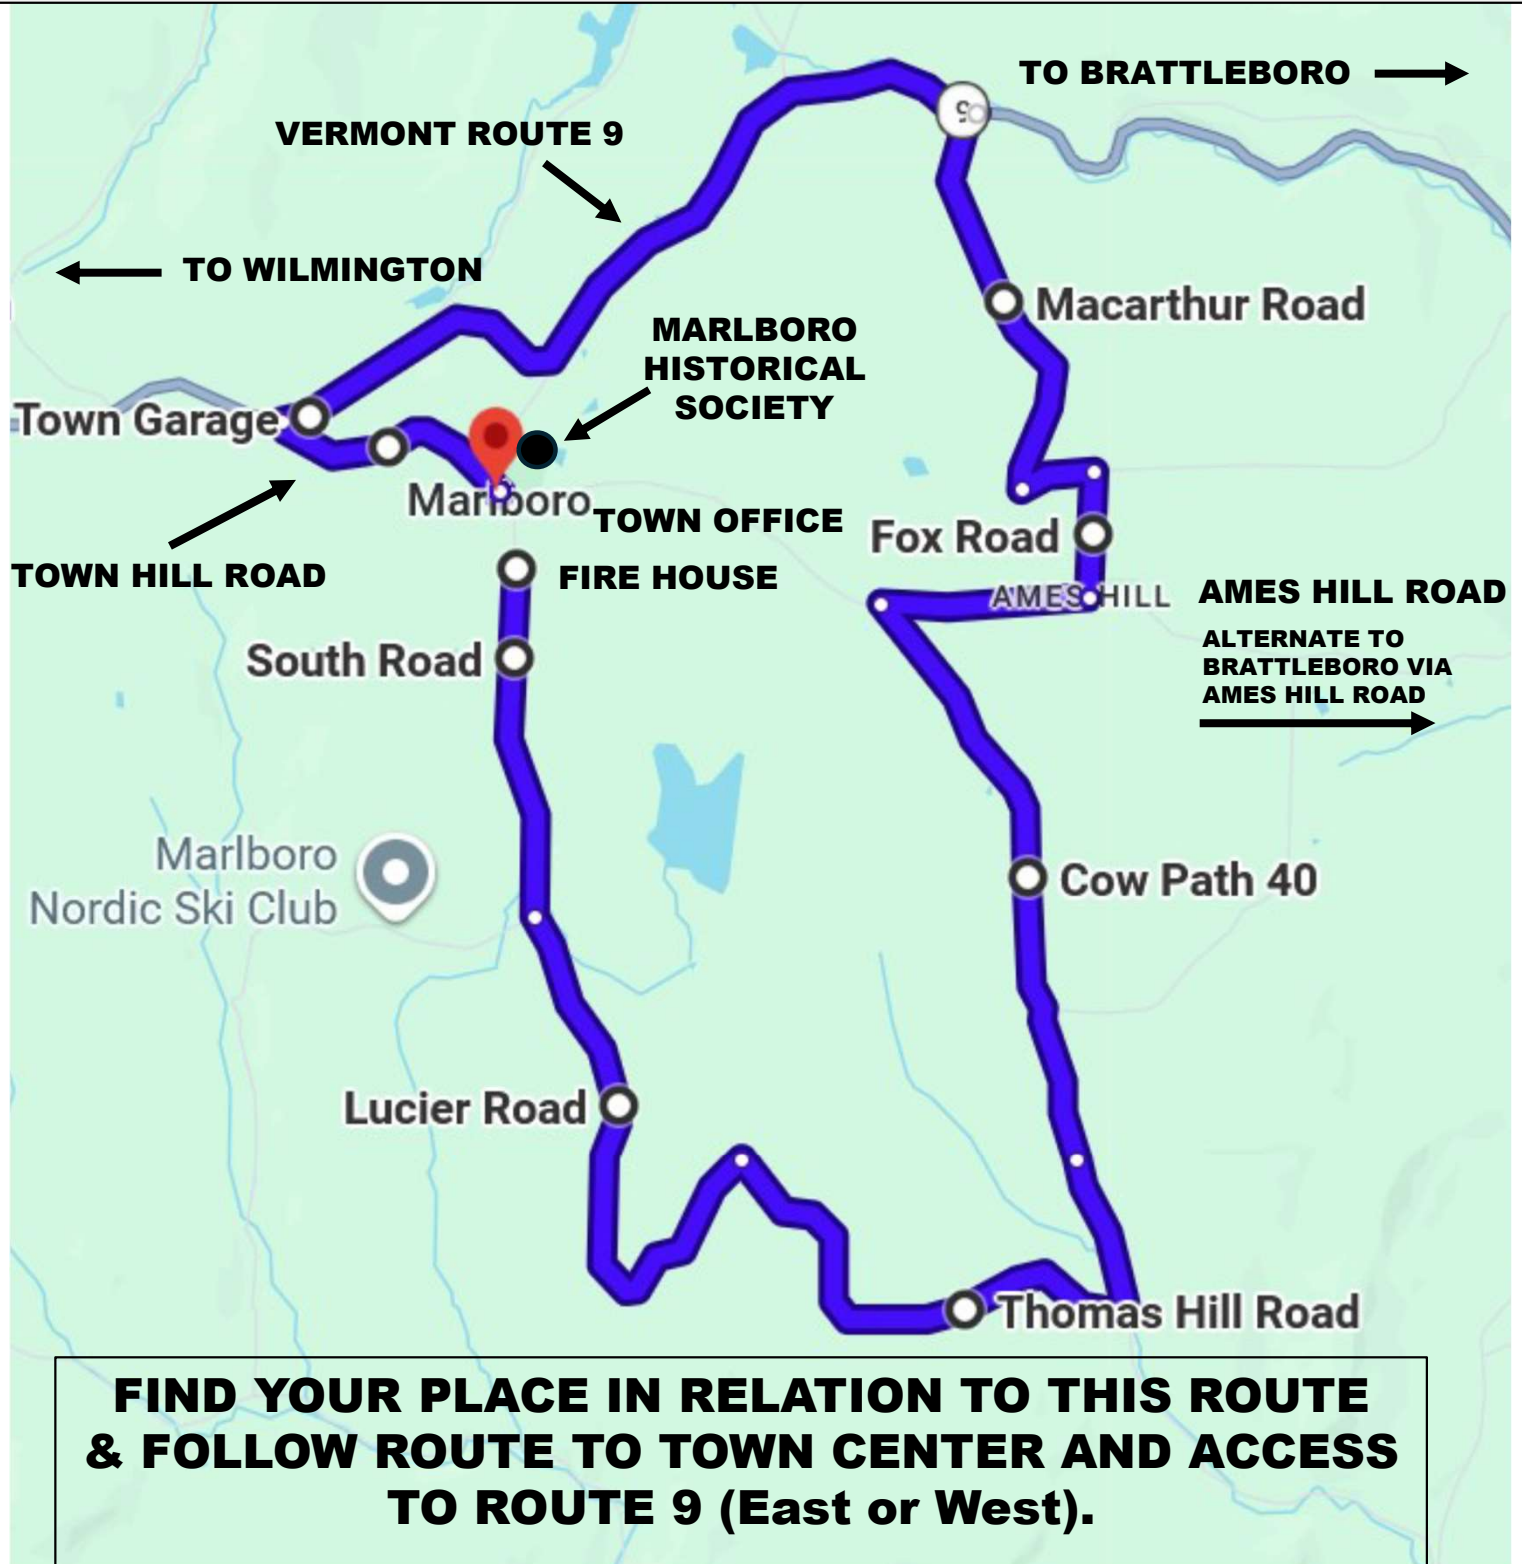 TO BRATTLEBORO
9
VERMONT ROUTE 9
TO WILMINGTON
Macarthur Road
MARLBORO
HISTORICAL
SOCIETY
Town Garage
Marlboro
TOWN OFFICE
Fox Road
TOWN HILL ROAD
FIRE HOUSE
AMES HILL
AMES HILL ROAD
ALTERNATE TO
BRATTLEBORO VIA
AMES HILL ROAD
South Road
Marlboro
Nordic Ski Club
Cow Path 40
Lucier Road
Thomas Hill Road
FIND YOUR PLACE IN RELATION TO THIS ROUTE
& FOLLOW ROUTE TO TOWN CENTER AND ACCESS
TO ROUTE 9 (East or West).